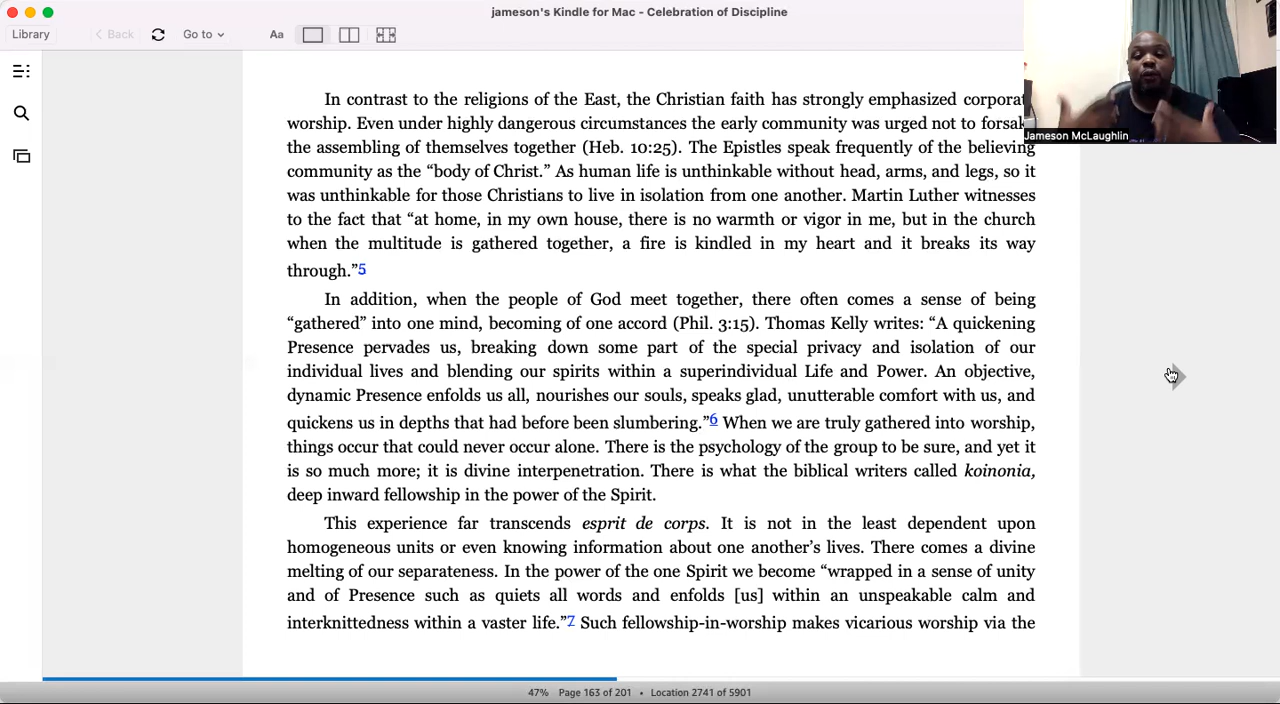 jameson's Kindle for Mac - Celebration of Discipline
Library
Back
Go to
Aa
In contrast to the religions of the East, the Christian faith has strongly emphasized
worship. Even under highly dangerous circumstances the early community was urged not to
the assembling of themselves together (Heb. 10:25). The Epistles speak frequently of the believing
community as the “body of Christ.” As human life is unthinkable without head, arms, and legs, so it
was unthinkable for those Christians to live in isolation from one another. Martin Luther witnesses
to the fact that “at home, in my own house, there is no warmth or vigor in me, but in the church
when the multitude is gathered together, a fire is kindled in my heart and it breaks its way
through.”5
In addition, when the people of God meet together, there often comes a sense of being
“gathered” into one mind, becoming of one accord (Phil. 3:15). Thomas Kelly writes: “A quickening
Presence pervades us, breaking down some part of the special privacy and isolation of our
individual lives and blending our spirits within a superindividual Life and Power. An objective,
dynamic Presence enfolds us all, nourishes our souls, speaks glad, unutterable comfort with us, and
quickens us in depths that had before been slumbering.”6 When we are truly gathered into worship,
things occur that could never occur alone. There is the psychology of the group to be sure, and yet it
is so much more; it is divine interpenetration. There is what the biblical writers called koinonia,
deep inward fellowship in the power of the Spirit.
This experience far transcends esprit de corps. It is not in the least dependent upon
homogeneous units or even knowing information about one another’s lives. There comes a divine
melting of our separateness. In the power of the one Spirit we become “wrapped in a sense of unity
and of Presence such as quiets all words and enfolds [us] within an unspeakable calm and
interknittedness within a vaster life.”7 Such fellowship-in-worship makes vicarious worship via the
Jameson McLaughlin
47% Page 163 of 201 • Location 2741 of 5901